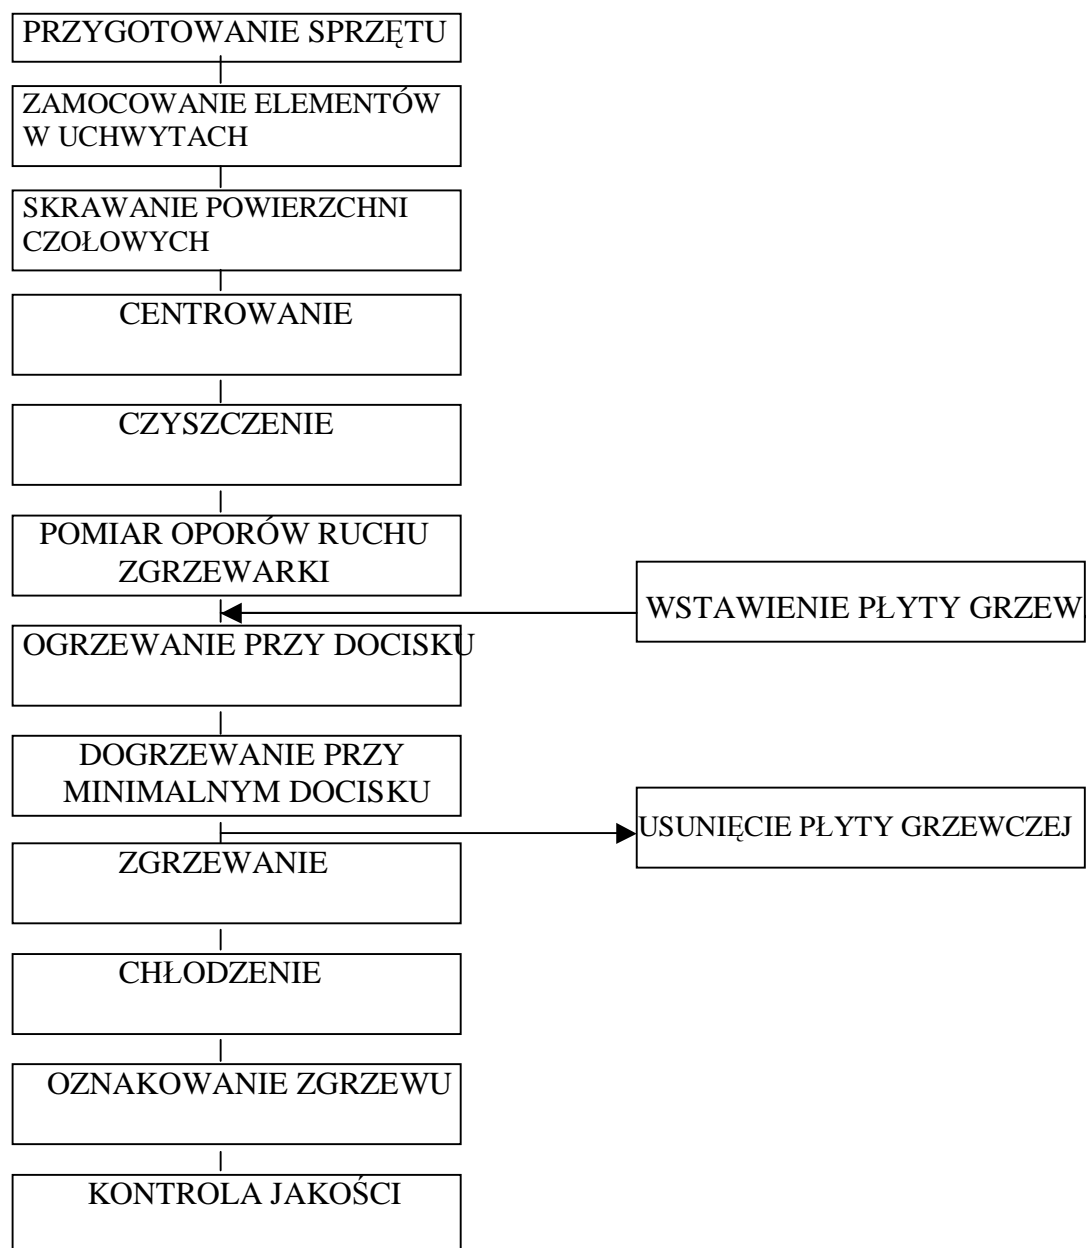 PRZYGOTOWANIE SPRZĘTU
ZAMOCOWANIE ELEMENTÓW
W UCHWYTACH
SKRAWANIE POWIERZCHNI
CZOŁOWYCH
CENTROWANIE
CZYSZCZENIE
POMIAR OPORÓW RUCHU
ZGRZEWARKI
WSTAWIENIE PŁYTY GRZEW
OGRZEWANIE PRZY DOCISKU
DOGRZEWANIE PRZY
MINIMALNYM DOCISKU
USUNIĘCIE PŁYTY GRZEWCZEJ
ZGRZEWANIE
CHŁODZENIE
OZNAKOWANIE ZGRZEWU
KONTROLA JAKOŚCI